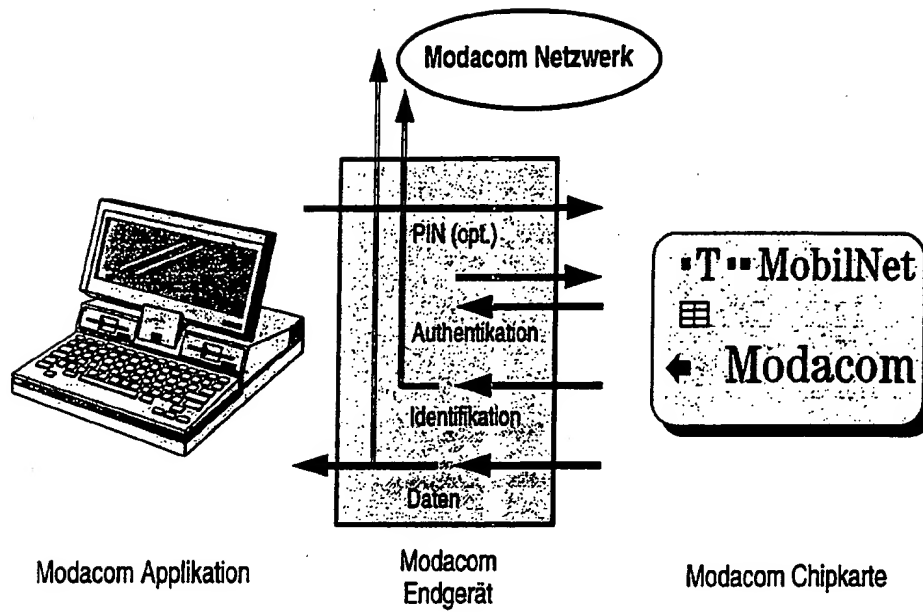 Modacom Netzwerk
PIN (opt.)
Authentikation
Identifikation
Daten
·T··MobilNet
Modacom
Modacom Applikation
Modacom
Endgerät
Modacom Chipkarte